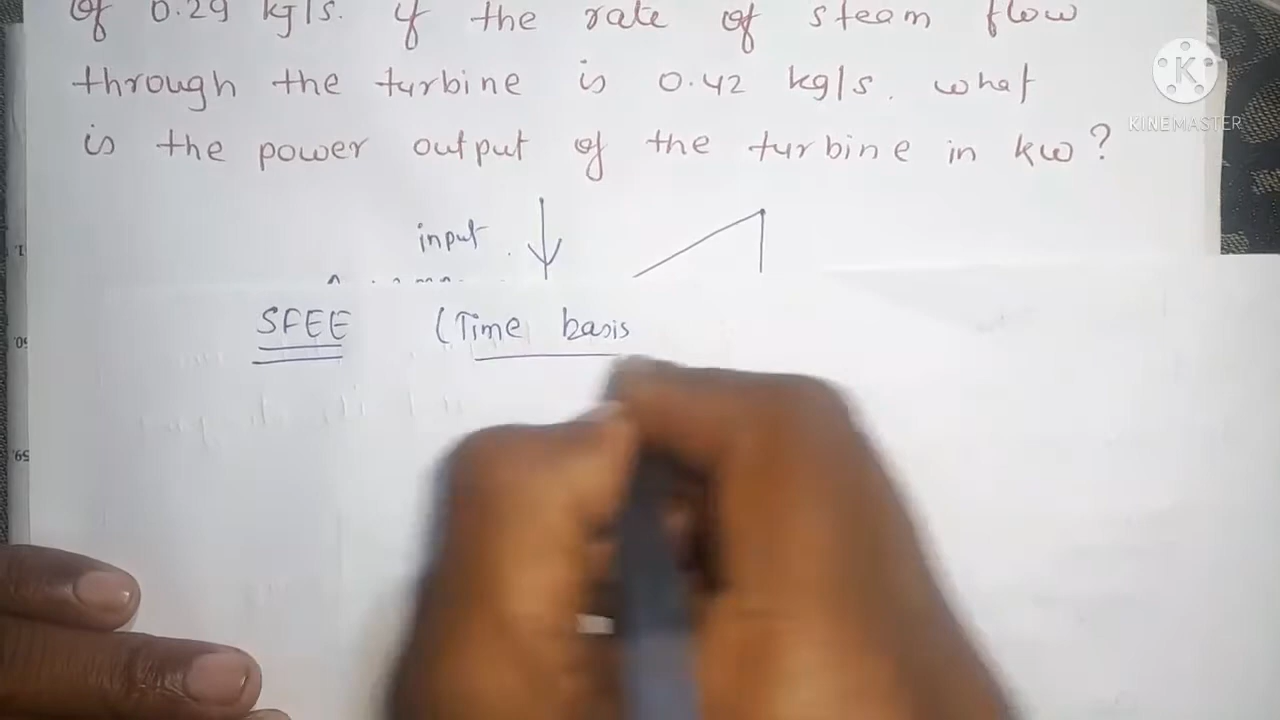 of 0.29 kJ/s. if the rate of steam flow
through the turbine is 0.42 kg/s. what
is the power output of the turbine in kw?
K
KINEMASTER
input
SFEE (Time basis